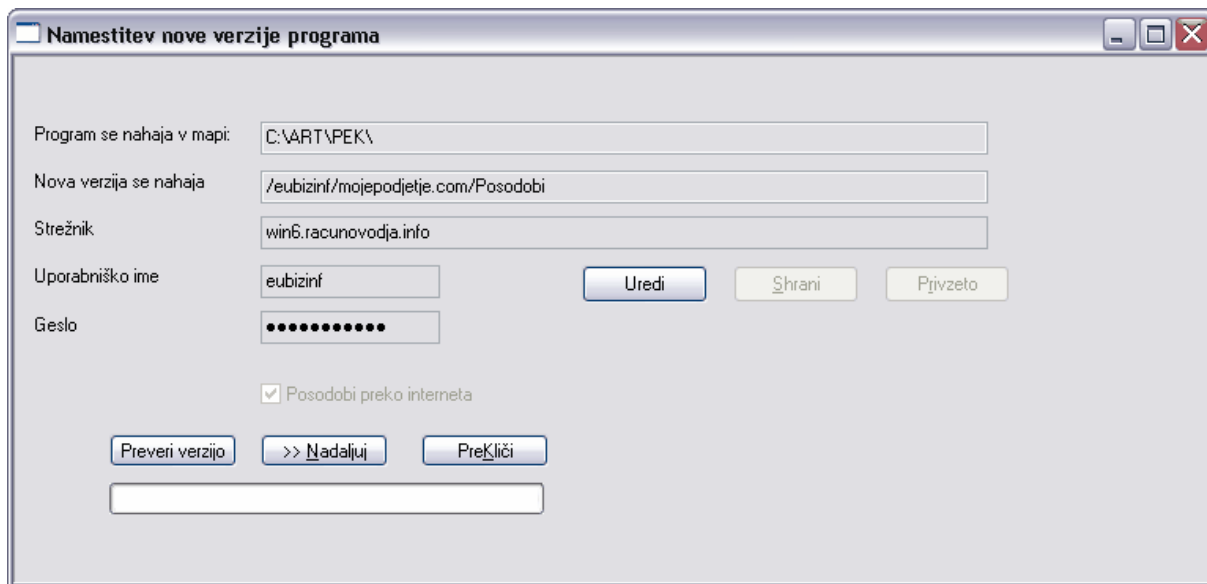 Namestitev nove verzije programa
Program se nahaja v mapi: C:\ART\PEK\
Nova verzija se nahaja /eubizinf/mojepodjetje.com/Posodobi
Strežnik win6.racunovodja.info
Uporabniško ime eubizinf Uredi Shrani Privzeto
Geslo •••••••••••
Posodobi preko interneta
Preveri verzijo >> Nadaljuj PreKliči